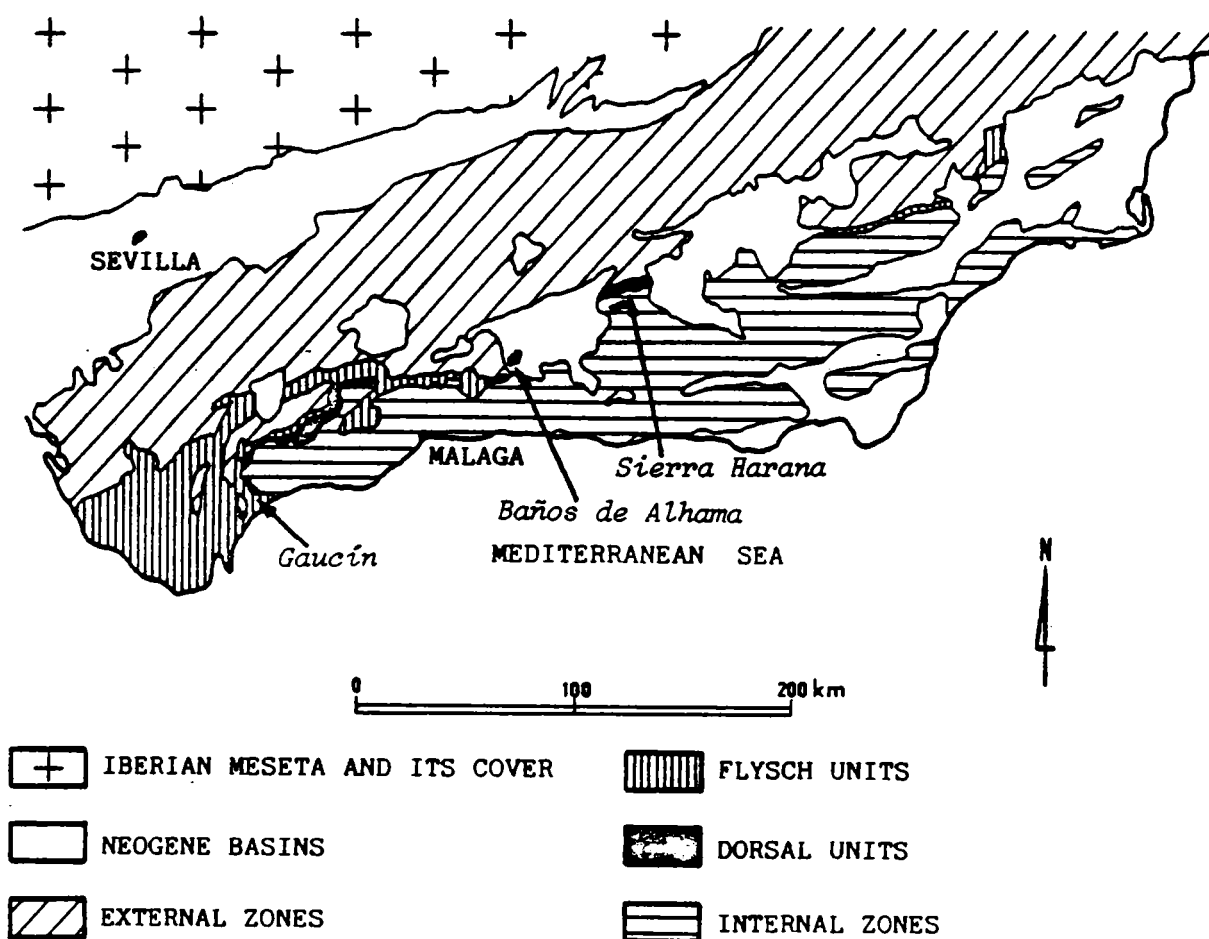 SEVILLA
MALAGA
Sierra Harana
Baños de Alhama
Gaucín
MEDITERRANEAN SEA
N
0 100 200 km
IBERIAN MESETA AND ITS COVER
FLYSCH UNITS
NEOGENE BASINS
DORSAL UNITS
EXTERNAL ZONES
INTERNAL ZONES